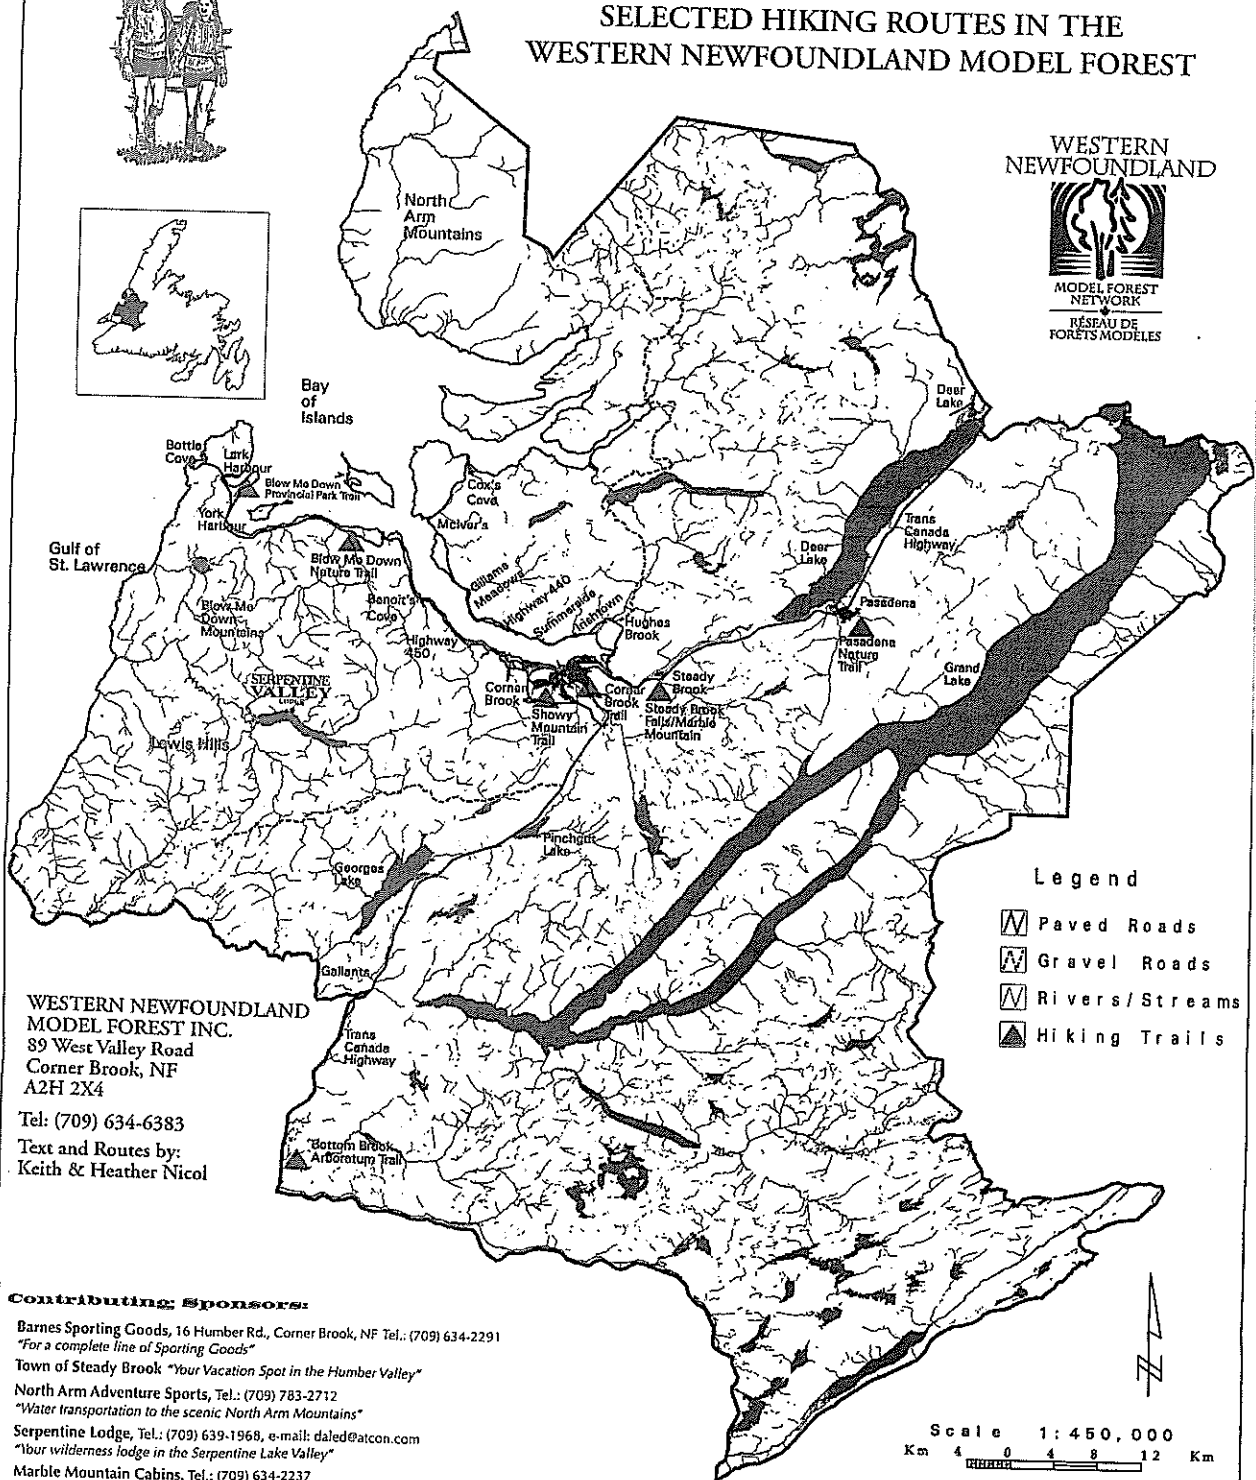 SELECTED HIKING ROUTES IN THE
WESTERN NEWFOUNDLAND MODEL FOREST
WESTERN
NEWFOUNDLAND
MODEL FOREST
NETWORK
RÉSEAU DE
FORÊTS MODÈLES
North
Arm
Mountains
Bay
of
Islands
Deer
Lake
Bottle
Cove
Lark
Harbour
Blow Me Down
Provincial Park Trail
York
Harbour
Cox's
Cove
McIver's
Gulf of
St. Lawrence
Blow Me Down
Nature Trail
Trans
Canada
Highway
Deer
Lake
Gillams
Meadows
Highway 440
Summerside
Irishtown
Hughes
Brook
Blow Me
Down
Mountains
Benoit's
Cove
Highway
450
Pasadena
Pasadena
Nature
Trail
Grand
Lake
SERPENTINE
VALLEY
LODGE
Lewis Hills
Corner
Brook
Showy
Mountain
Trail
Corner
Brook
Trail
Steady
Brook
Steady Brook
Falls/Marble
Mountain
Pinchgut
Lake
Georges
Lake
Gallants
Trans
Canada
Highway
Bottom Brook
Arboretum Trail
Legend
Paved Roads
Gravel Roads
Rivers/Streams
Hiking Trails
WESTERN NEWFOUNDLAND
MODEL FOREST INC.
89 West Valley Road
Corner Brook, NF
A2H 2X4
Tel: (709) 634-6383
Text and Routes by:
Keith & Heather Nicol
Contributing Sponsors:
Barnes Sporting Goods, 16 Humber Rd., Corner Brook, NF Tel.: (709) 634-2291
"For a complete line of Sporting Goods"
Town of Steady Brook "Your Vacation Spot in the Humber Valley"
North Arm Adventure Sports, Tel.: (709) 783-2712
"Water transportation to the scenic North Arm Mountains"
Serpentine Lodge, Tel.: (709) 639-1968, e-mail: daled@atcon.com
"Your wilderness lodge in the Serpentine Lake Valley"
Marble Mountain Cabins, Tel.: (709) 634-2237
N
Scale 1:450,000
Km 4 0 4 8 12 Km